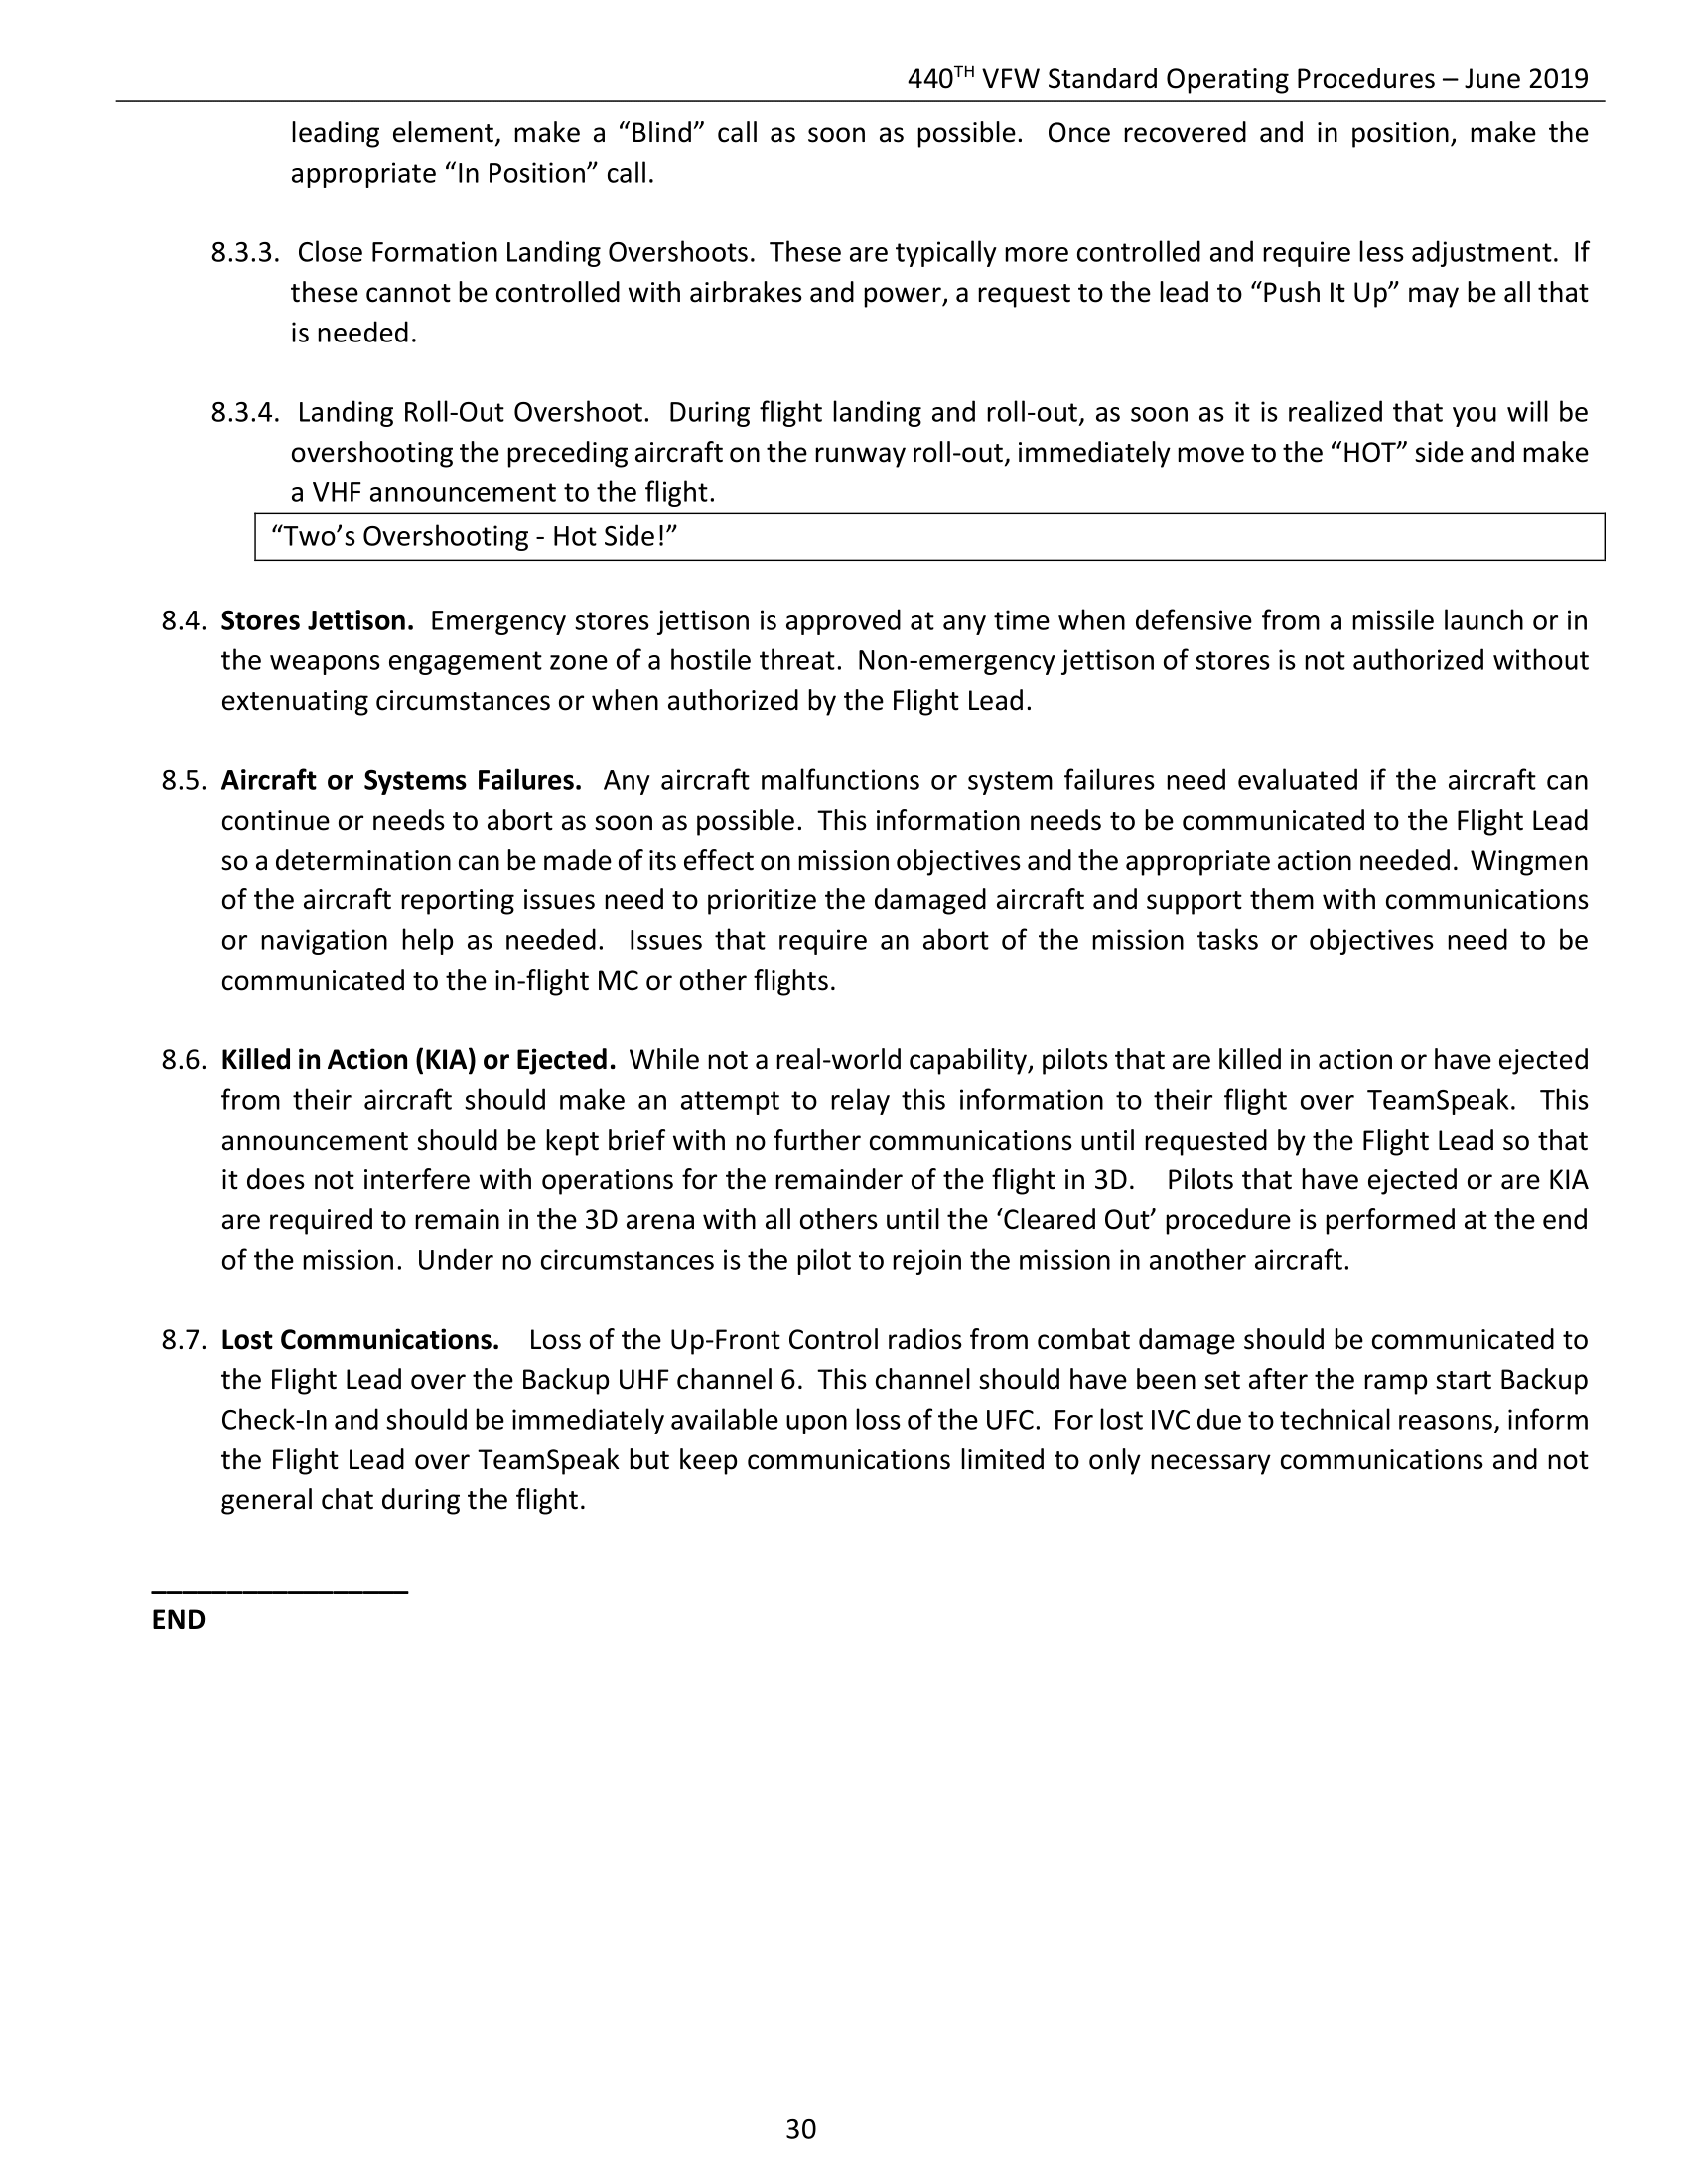 440TH VFW Standard Operating Procedures – June 2019
leading element, make a “Blind” call as soon as possible.  Once recovered and in position, make the
appropriate “In Position” call.
8.3.3.  Close Formation Landing Overshoots.  These are typically more controlled and require less adjustment.  If
these cannot be controlled with airbrakes and power, a request to the lead to “Push It Up” may be all that
is needed.
8.3.4.  Landing Roll-Out Overshoot.  During flight landing and roll-out, as soon as it is realized that you will be
overshooting the preceding aircraft on the runway roll-out, immediately move to the “HOT” side and make
a VHF announcement to the flight.
“Two’s Overshooting - Hot Side!”
8.4. Stores Jettison.  Emergency stores jettison is approved at any time when defensive from a missile launch or in
the weapons engagement zone of a hostile threat.  Non-emergency jettison of stores is not authorized without
extenuating circumstances or when authorized by the Flight Lead.
8.5. Aircraft or Systems Failures.  Any aircraft malfunctions or system failures need evaluated if the aircraft can
continue or needs to abort as soon as possible.  This information needs to be communicated to the Flight Lead
so a determination can be made of its effect on mission objectives and the appropriate action needed.  Wingmen
of the aircraft reporting issues need to prioritize the damaged aircraft and support them with communications
or navigation help as needed.  Issues that require an abort of the mission tasks or objectives need to be
communicated to the in-flight MC or other flights.
8.6. Killed in Action (KIA) or Ejected.  While not a real-world capability, pilots that are killed in action or have ejected
from their aircraft should make an attempt to relay this information to their flight over TeamSpeak.  This
announcement should be kept brief with no further communications until requested by the Flight Lead so that
it does not interfere with operations for the remainder of the flight in 3D.   Pilots that have ejected or are KIA
are required to remain in the 3D arena with all others until the ‘Cleared Out’ procedure is performed at the end
of the mission.  Under no circumstances is the pilot to rejoin the mission in another aircraft.
8.7. Lost Communications.   Loss of the Up-Front Control radios from combat damage should be communicated to
the Flight Lead over the Backup UHF channel 6.  This channel should have been set after the ramp start Backup
Check-In and should be immediately available upon loss of the UFC.  For lost IVC due to technical reasons, inform
the Flight Lead over TeamSpeak but keep communications limited to only necessary communications and not
general chat during the flight.
END
30